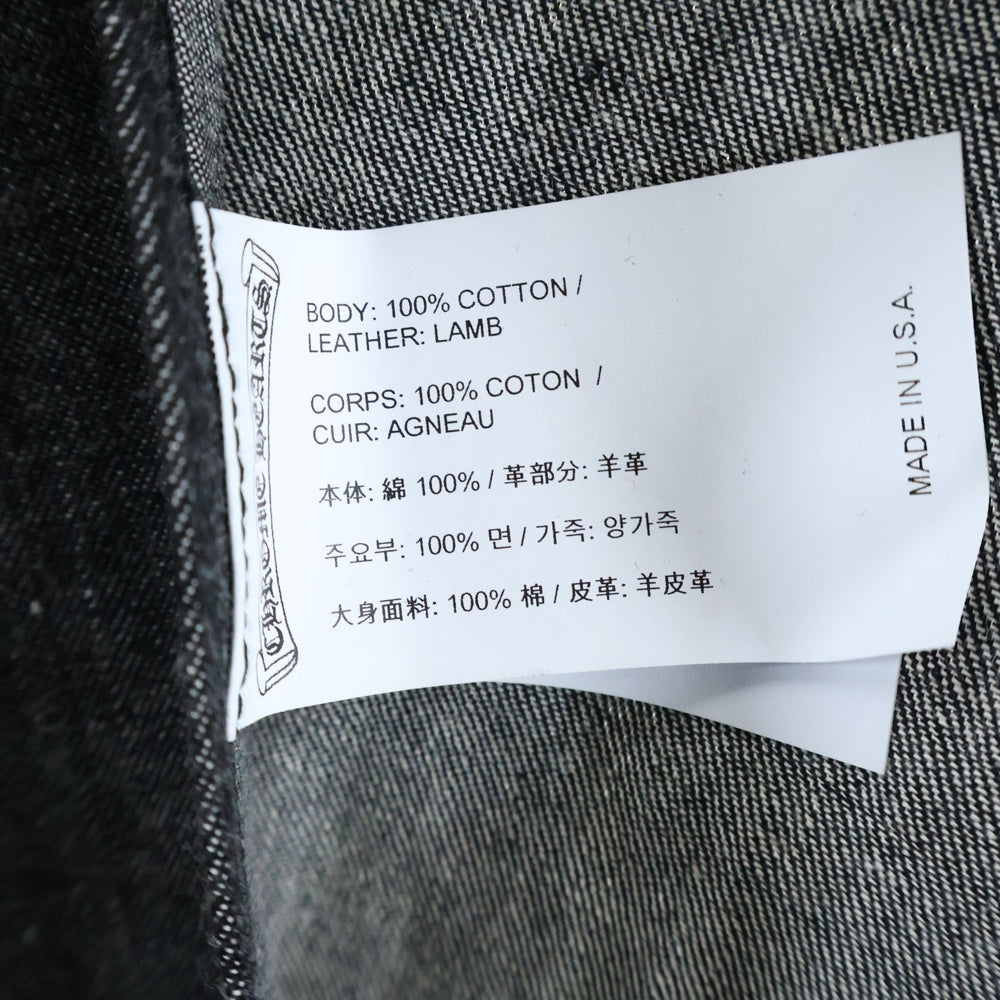 CHROME HEARTS
BODY: 100% COTTON /
LEATHER: LAMB
CORPS: 100% COTON /
CUIR: AGNEAU
本体: 綿 100% / 革部分: 羊革
주요부: 100% 면 / 가죽: 양가죽
大身面料: 100% 棉 / 皮革: 羊皮革
MADE IN U.S.A.